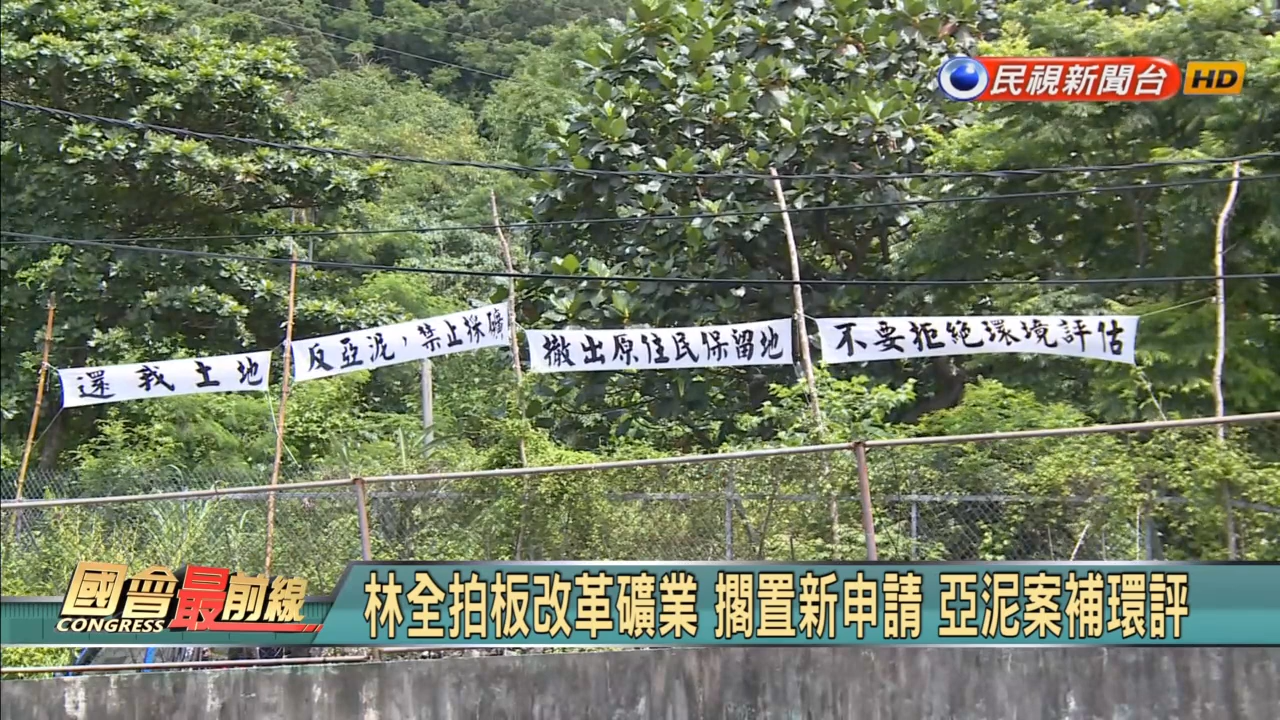 民視新聞台 HD
還我土地
反亞泥，禁止採礦
撤出原住民保留地
不要拒絕環境評估
國會最前線
CONGRESS
林全拍板改革礦業 擱置新申請 亞泥案補環評